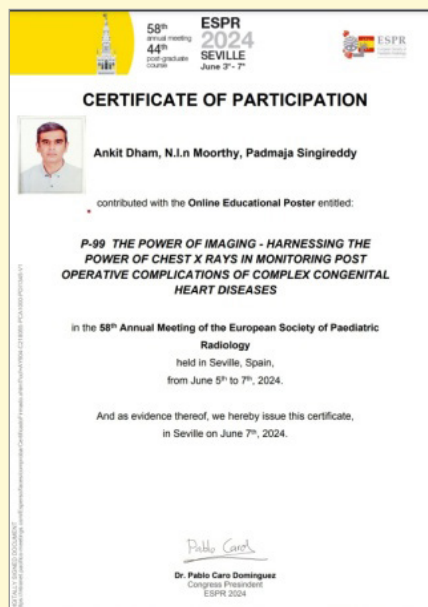 58th
annual meeting
44th
post-graduate
course
ESPR
2024
SEVILLE
June 3rd - 7th
ESPR
CERTIFICATE OF PARTICIPATION
Ankit Dham, N.l.n Moorthy, Padmaja Singireddy
contributed with the Online Educational Poster entitled:
P-99 THE POWER OF IMAGING - HARNESSING THE
POWER OF CHEST X RAYS IN MONITORING POST
OPERATIVE COMPLICATIONS OF COMPLEX CONGENITAL
HEART DISEASES
in the 58th Annual Meeting of the European Society of Paediatric
Radiology
held in Seville, Spain,
from June 5th to 7th, 2024.
And as evidence thereof, we hereby issue this certificate,
in Seville on June 7th, 2024.
Pablo Caro
Dr. Pablo Caro Domínguez
Congress
ESPR 2024
DIGITALLY SIGNED DOCUMENT